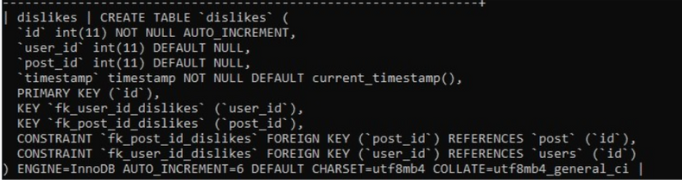 | dislikes | CREATE TABLE `dislikes` (
`id` int(11) NOT NULL AUTO_INCREMENT,
`user_id` int(11) DEFAULT NULL,
`post_id` int(11) DEFAULT NULL,
`timestamp` timestamp NOT NULL DEFAULT current_timestamp(),
PRIMARY KEY (`id`),
KEY `fk_user_id_dislikes` (`user_id`),
KEY `fk_post_id_dislikes` (`post_id`),
CONSTRAINT `fk_post_id_dislikes` FOREIGN KEY (`post_id`) REFERENCES `post` (`id`),
CONSTRAINT `fk_user_id_dislikes` FOREIGN KEY (`user_id`) REFERENCES `users` (`id`)
) ENGINE=InnoDB AUTO_INCREMENT=6 DEFAULT CHARSET=utf8mb4 COLLATE=utf8mb4_general_ci |